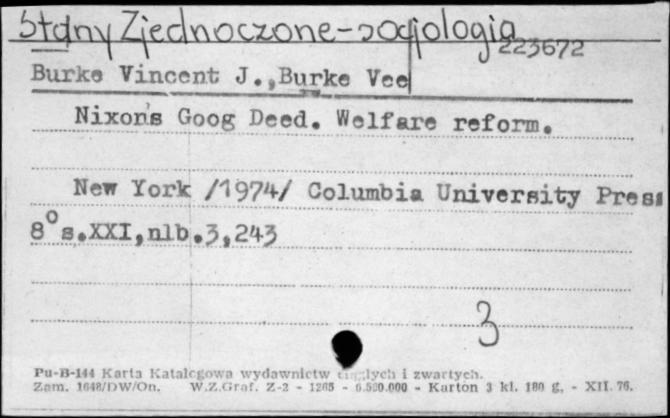 Stany Zjednoczone-socjologia
223672
Burke Vincent J.,Burke Vee
Nixon's Goog Deed. Welfare reform.
New York /1974/ Columbia University Press
8° s.XXI,nlb.3,243
3
Pu-B-144 Karta Katalogowa wydawnictw ciągłych i zwartych.
Zam. 1648/DW/On. W.Z.Graf. Z-2 - 1265 - 6.500.000 - Karton 3 kl. 180 g. - XII. 76.